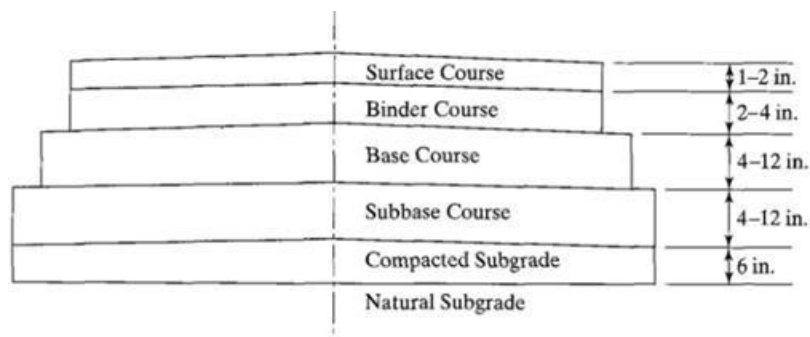 Surface Course
1–2 in.
Binder Course
2–4 in.
Base Course
4–12 in.
Subbase Course
4–12 in.
Compacted Subgrade
6 in.
Natural Subgrade